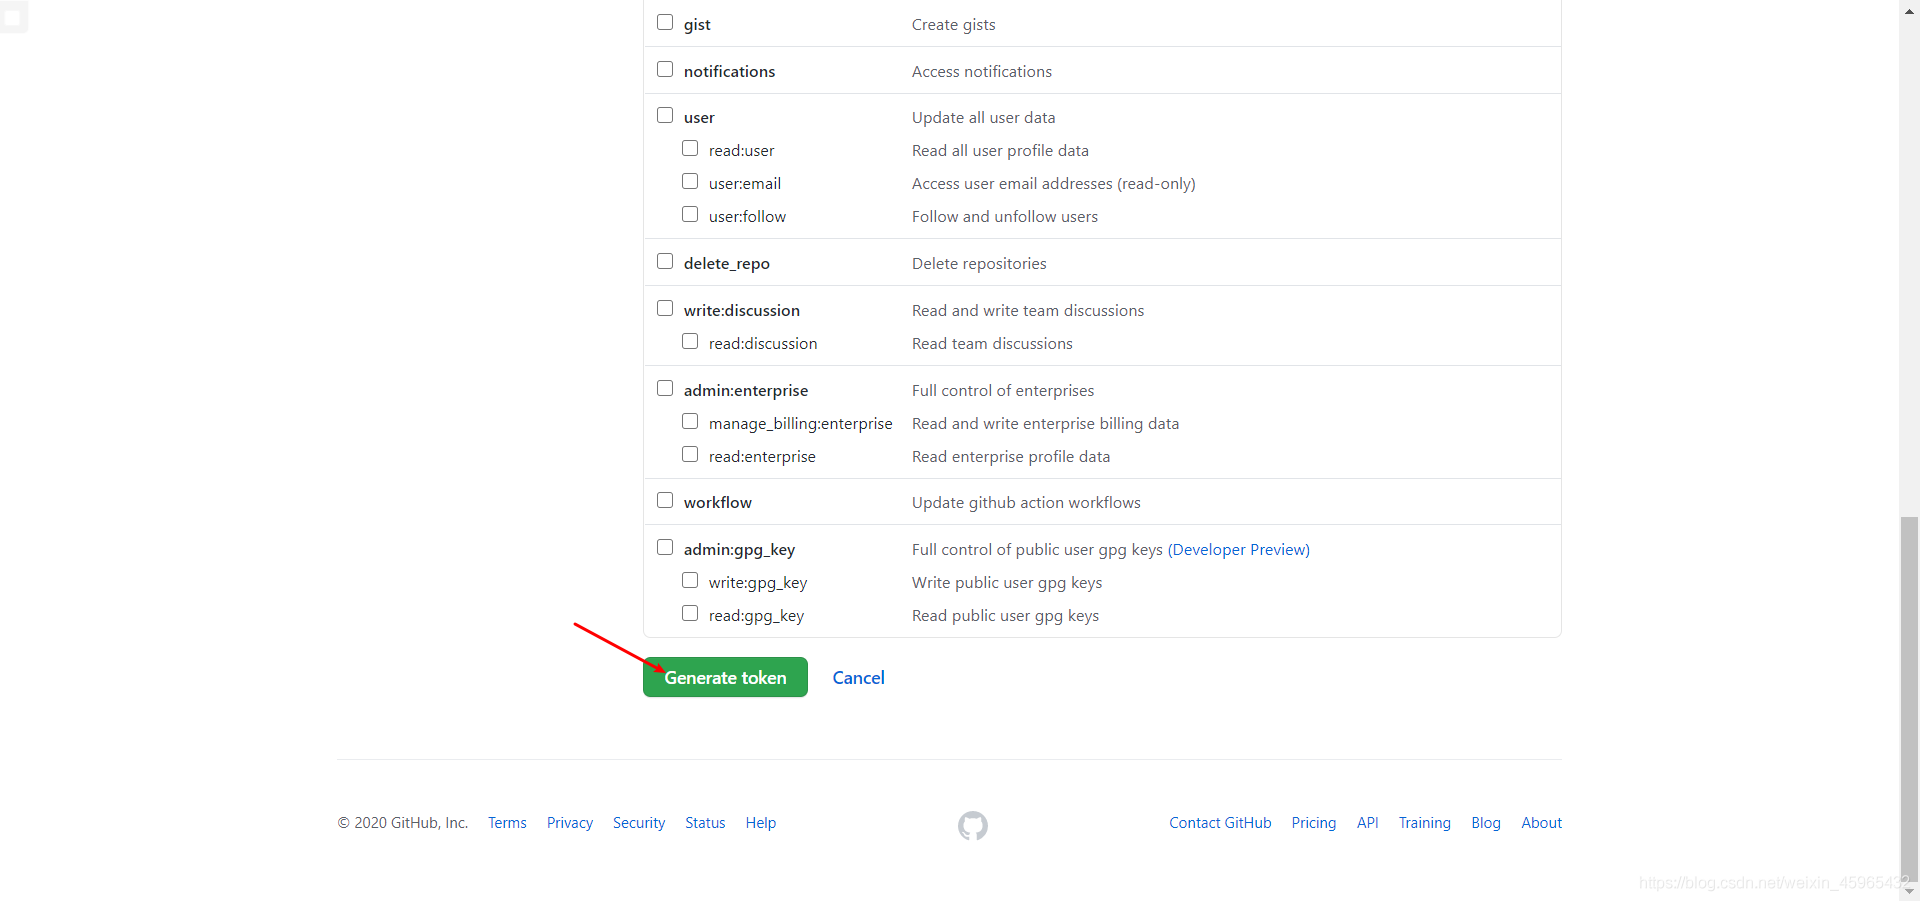 gist Create gists
notifications Access notifications
user Update all user data
read:user Read all user profile data
user:email Access user email addresses (read-only)
user:follow Follow and unfollow users
delete_repo Delete repositories
write:discussion Read and write team discussions
read:discussion Read team discussions
admin:enterprise Full control of enterprises
manage_billing:enterprise Read and write enterprise billing data
read:enterprise Read enterprise profile data
workflow Update github action workflows
admin:gpg_key Full control of public user gpg keys (Developer Preview)
write:gpg_key Write public user gpg keys
read:gpg_key Read public user gpg keys
Generate token Cancel
© 2020 GitHub, Inc. Terms Privacy Security Status Help Contact GitHub Pricing API Training Blog About